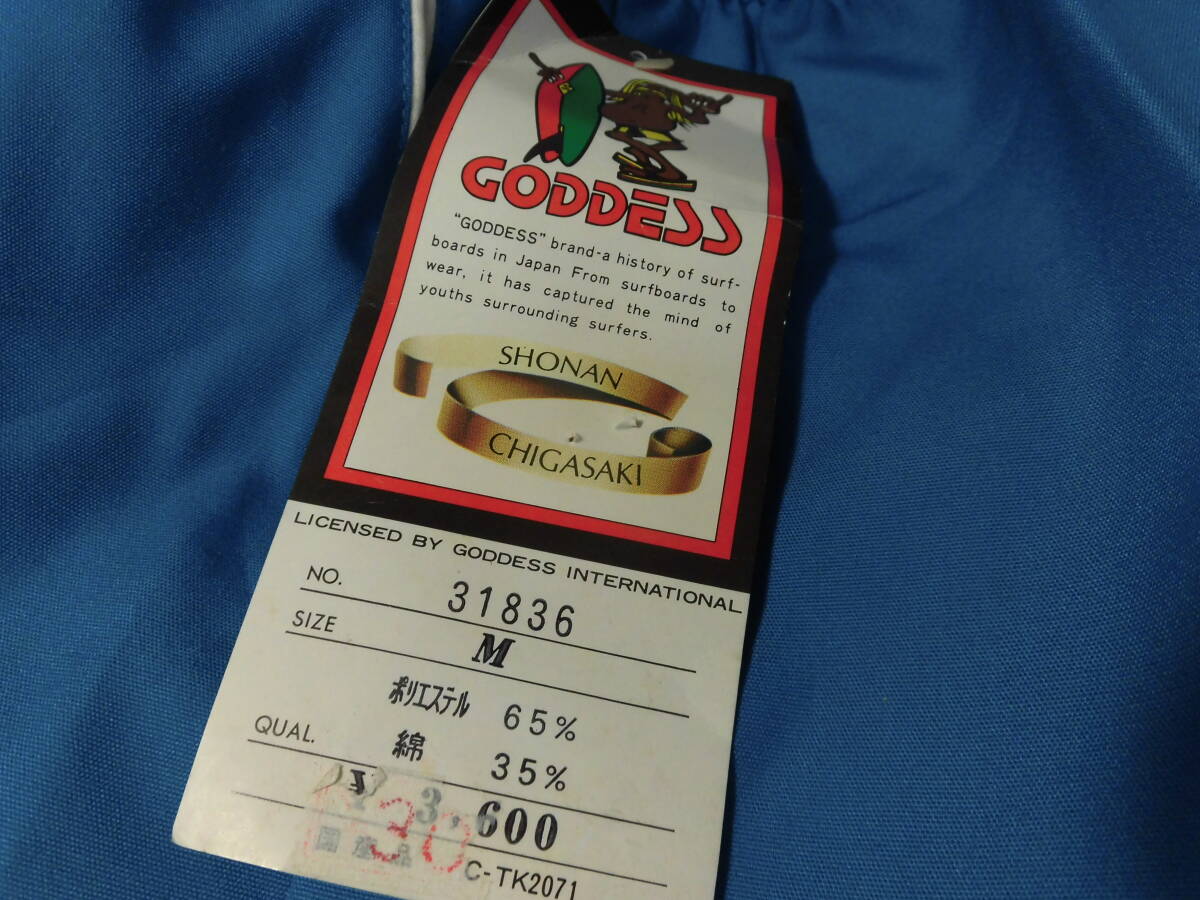 GODDESS
"GODDESS" brand-a history of surf-
boards in Japan From surfboards to
wear, it has captured the mind of
youths surrounding surfers.
SHONAN
CHIGASAKI
LICENSED BY GODDESS INTERNATIONAL
NO. 31836
SIZE M
ポリエステル 65%
QUAL. 綿 35%
3,600
国産品
C-TK2071